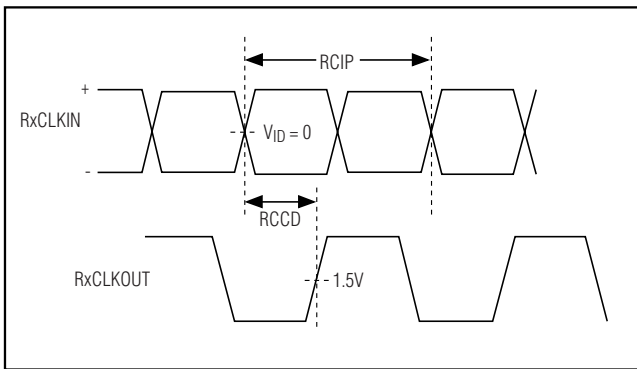 RCIP
+
RxCLKIN
V_ID = 0
-
RCCD
RxCLKOUT
1.5V